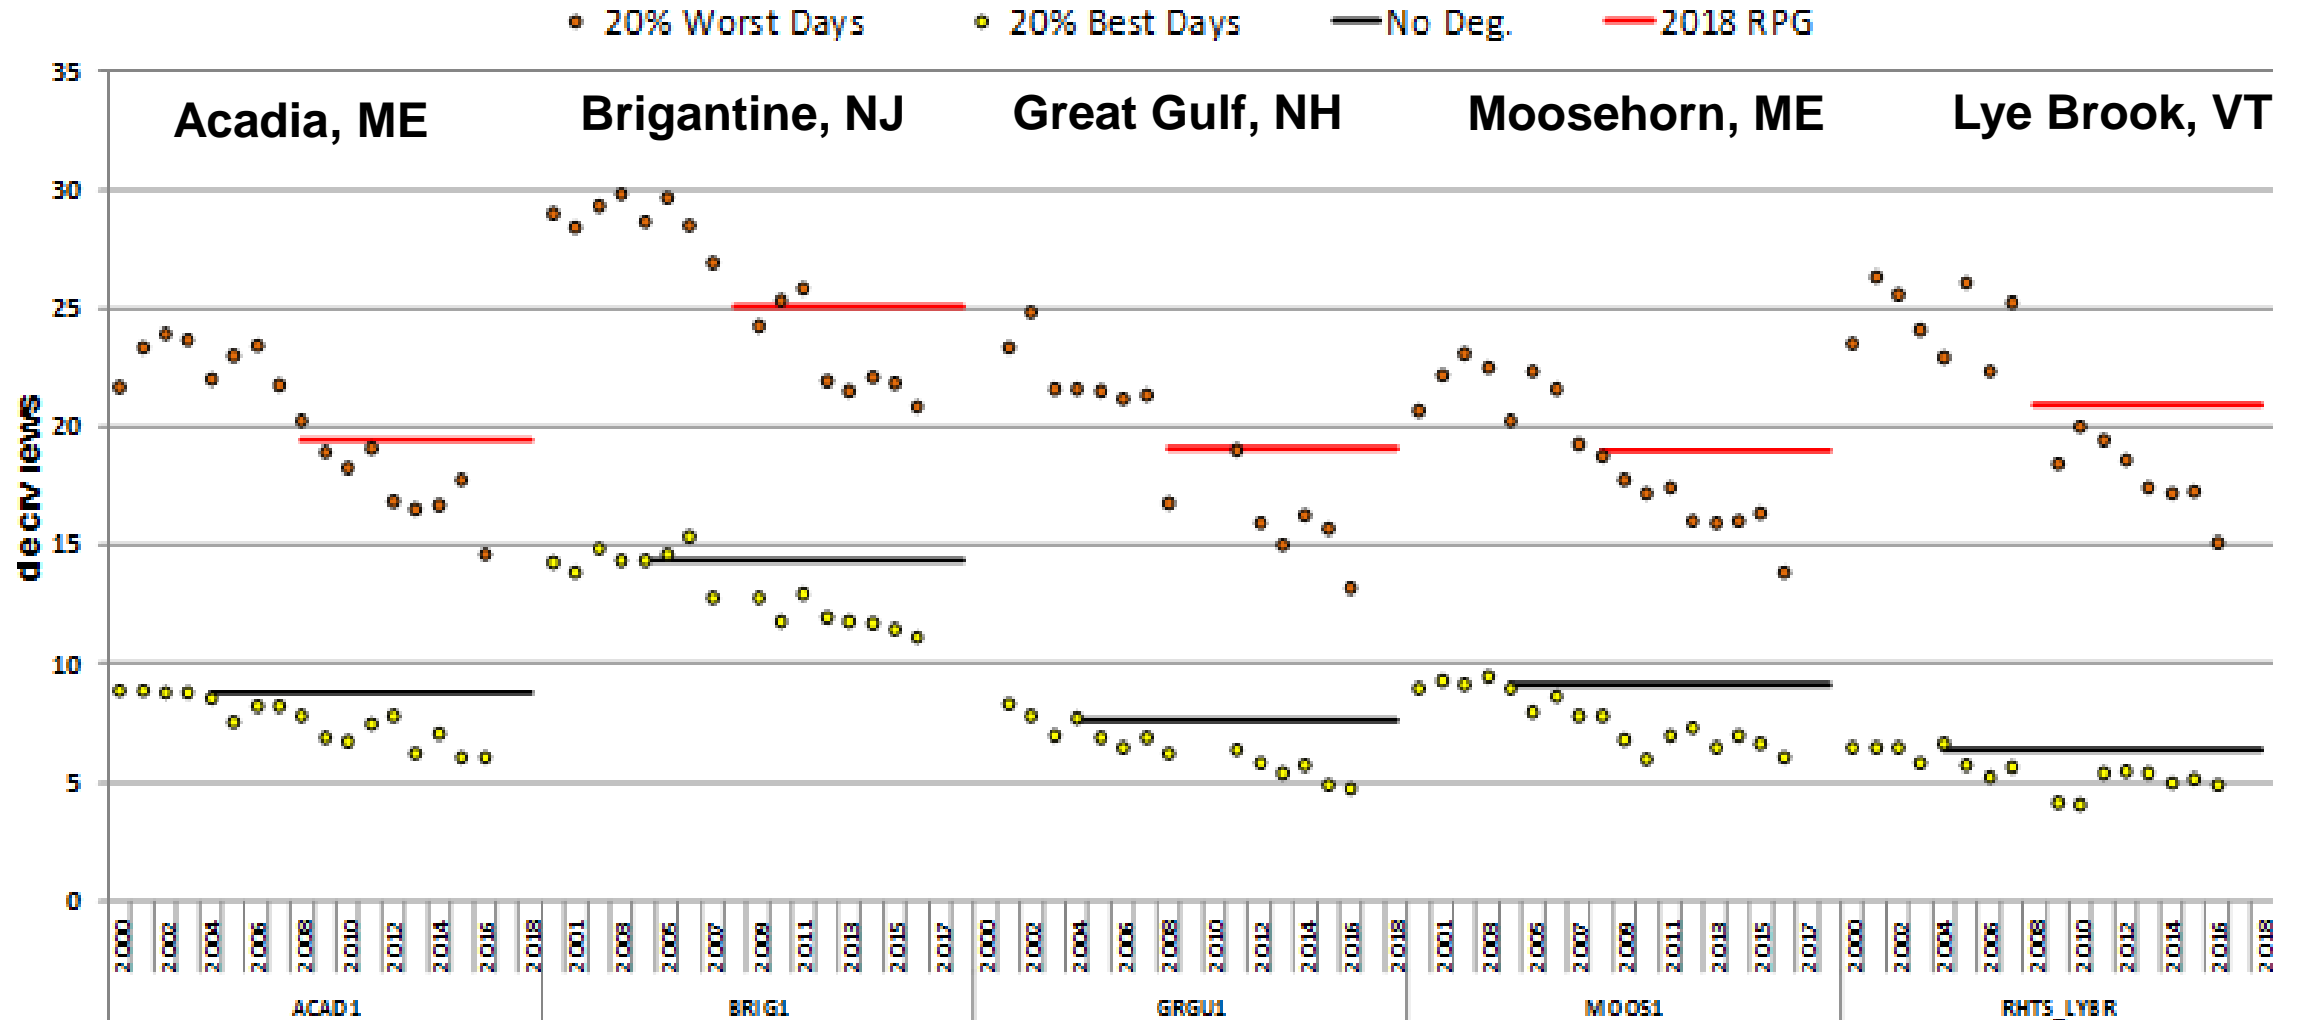 20% Worst Days 20% Best Days No Deg. 2018 RPG
35
Acadia, ME Brigantine, NJ Great Gulf, NH Moosehorn, ME Lye Brook, VT
30
25
20
15
10
5
0
deciviews
2000 2002 2004 2006 2008 2010 2012 2014 2016 2018 2001 2003 2005 2007 2009 2011 2013 2015 2017 2000 2002 2004 2006 2008 2010 2012 2014 2016 2018 2001 2003 2005 2007 2009 2011 2013 2015 2017 2000 2002 2004 2006 2008 2010 2012 2014 2016 2018
ACAD1 BRIG1 GRGU1 MOOS1 RHTS_LYBR